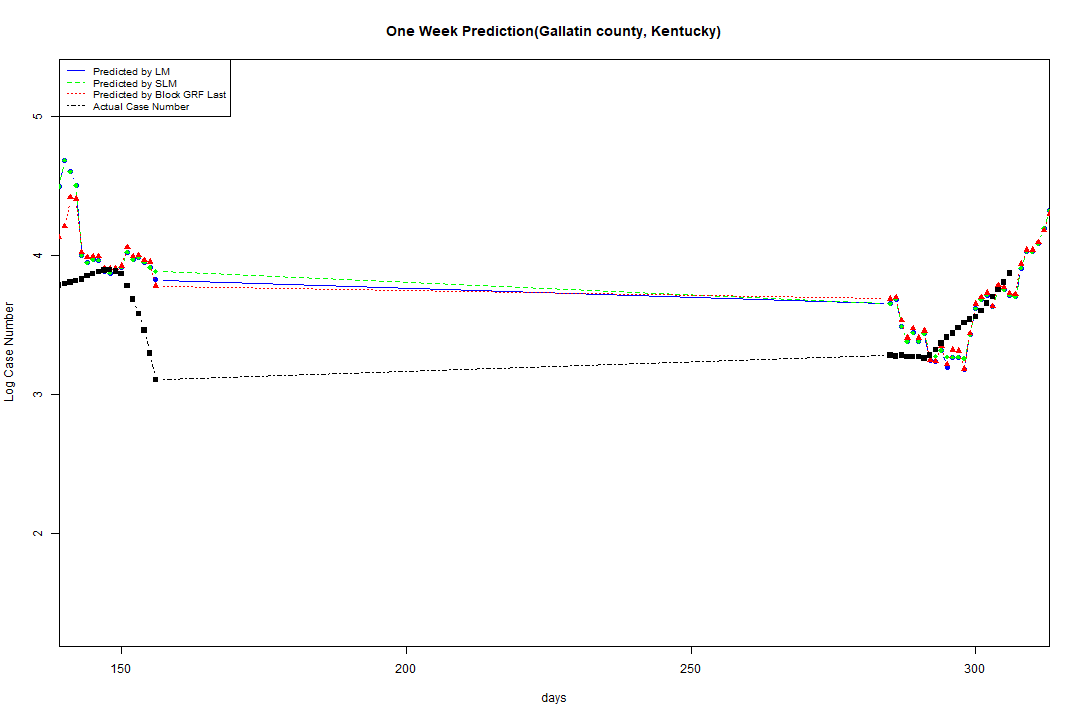 One Week Prediction(Gallatin county, Kentucky)
Predicted by LM
Predicted by SLM
Predicted by Block GRF Last
Actual Case Number
5
4
3
2
Log Case Number
150
200
250
300
days